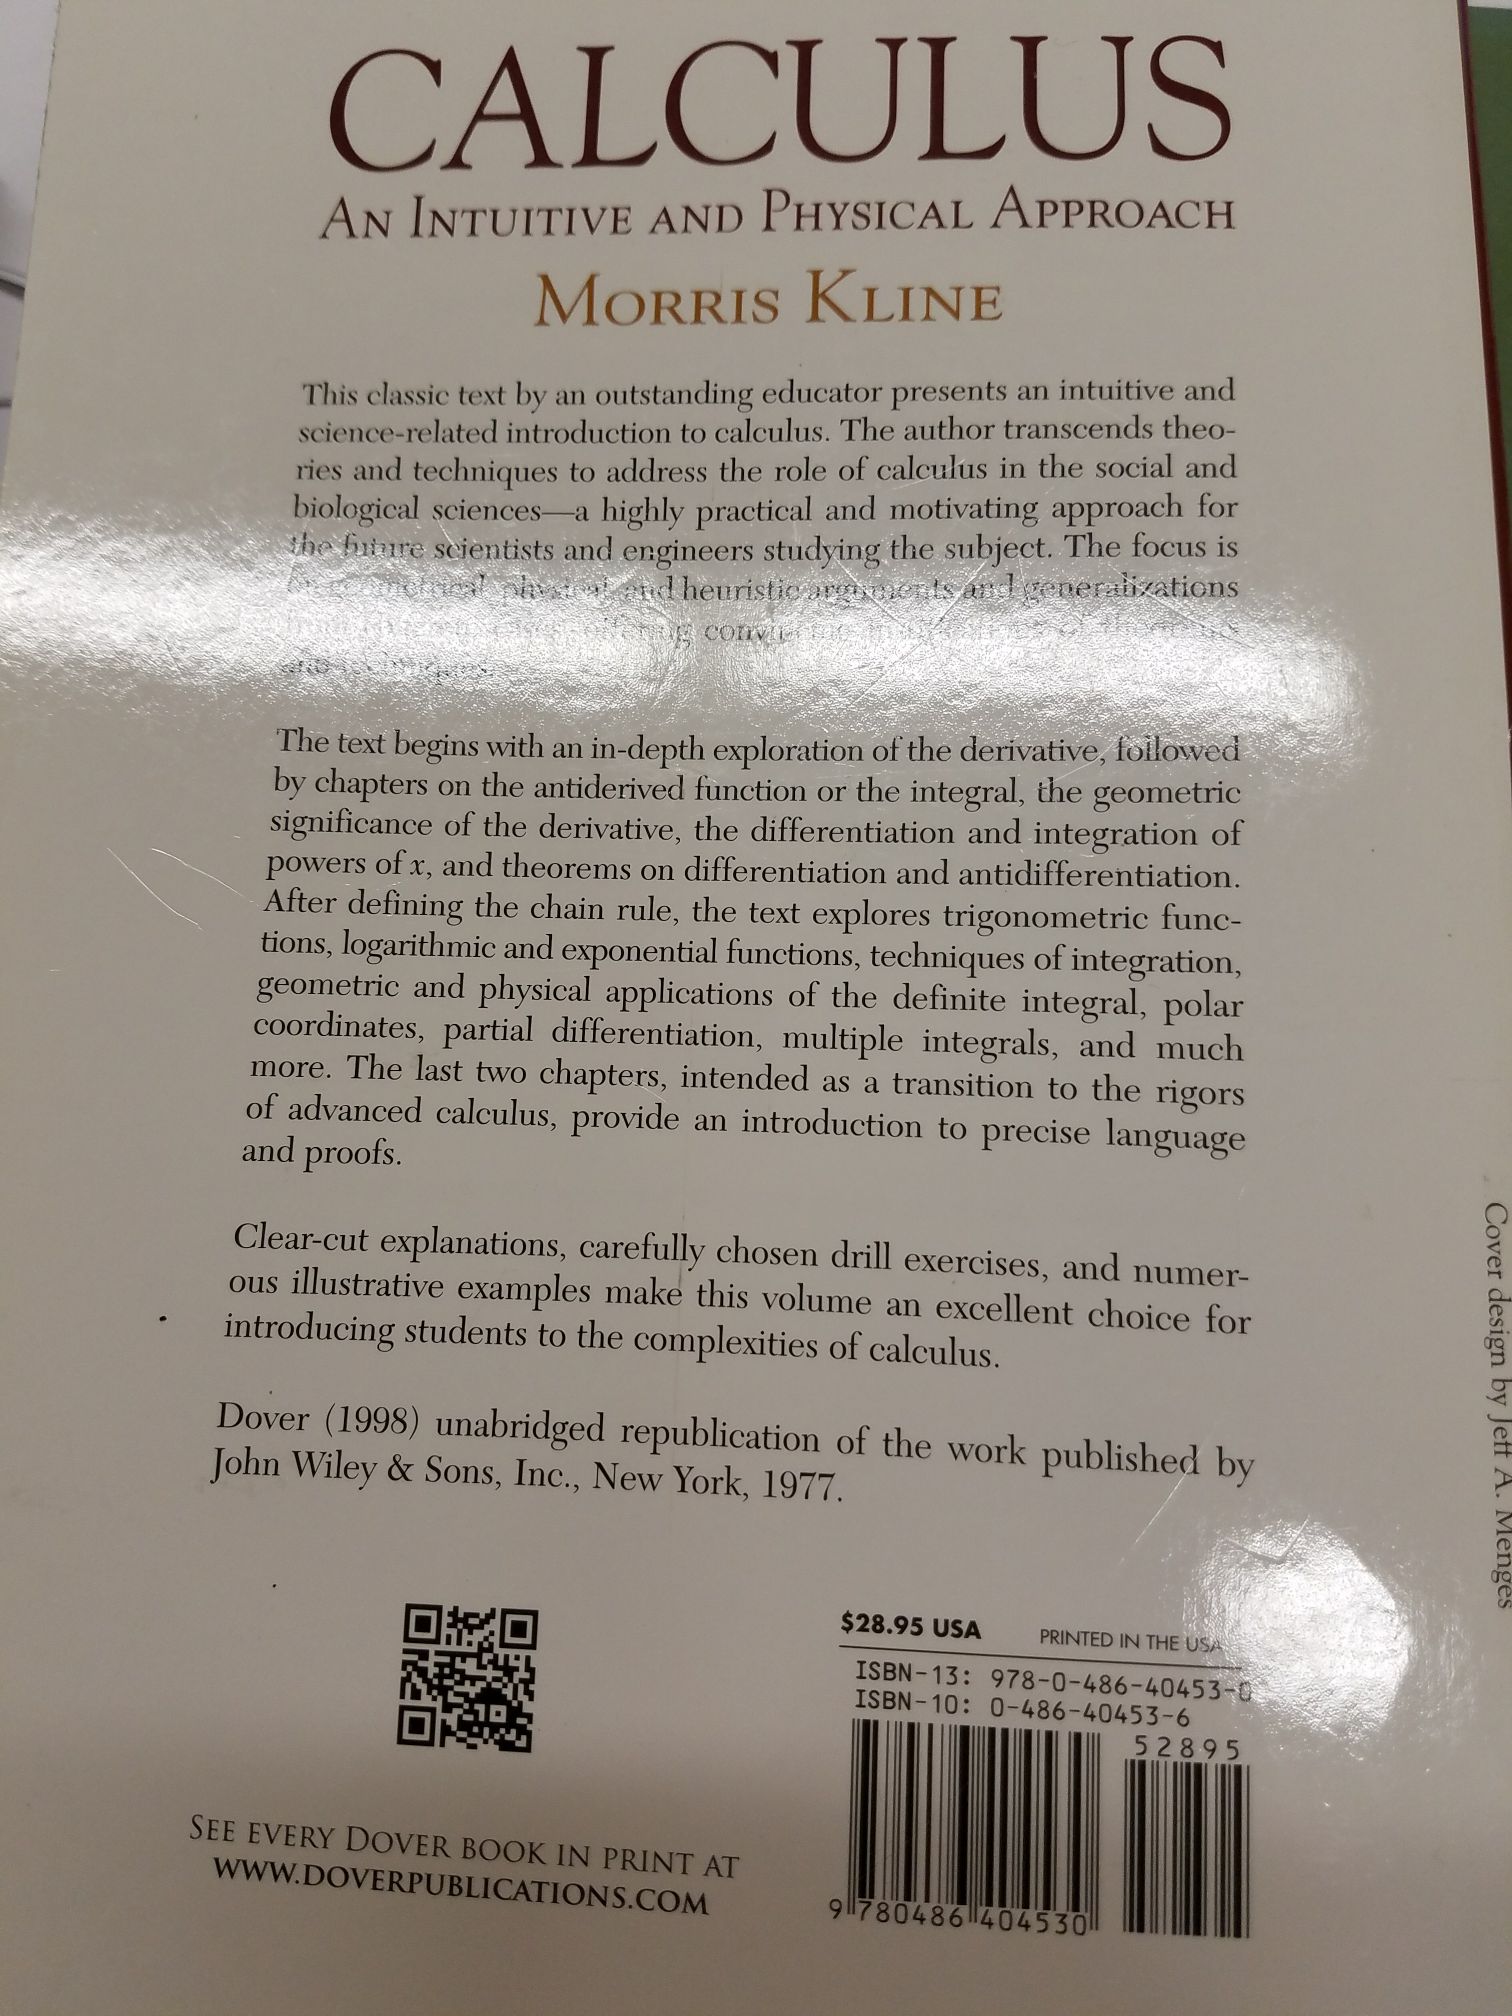 CALCULUS
AN INTUITIVE AND PHYSICAL APPROACH
MORRIS KLINE
This classic text by an outstanding educator presents an intuitive and
science-related introduction to calculus. The author transcends theo-
ries and techniques to address the role of calculus in the social and
biological sciences—a highly practical and motivating approach for
the future scientists and engineers studying the subject. The focus is
physical, and heuristic arguments and generalizations
offering
and techniques.
The text begins with an in-depth exploration of the derivative, followed
by chapters on the antiderived function or the integral, the geometric
significance of the derivative, the differentiation and integration of
powers of x, and theorems on differentiation and antidifferentiation.
After defining the chain rule, the text explores trigonometric func-
tions, logarithmic and exponential functions, techniques of integration,
geometric and physical applications of the definite integral, polar
coordinates, partial differentiation, multiple integrals, and much
more. The last two chapters, intended as a transition to the rigors
of advanced calculus, provide an introduction to precise language
and proofs.
Clear-cut explanations, carefully chosen drill exercises, and numer-
ous illustrative examples make this volume an excellent choice for
introducing students to the complexities of calculus.
Dover (1998) unabridged republication of the work published by
John Wiley & Sons, Inc., New York, 1977.
$28.95 USA PRINTED IN THE USA
ISBN-13: 978-0-486-40453-0
ISBN-10: 0-486-40453-6
52895
9 780486 404530
SEE EVERY DOVER BOOK IN PRINT AT
WWW.DOVERPUBLICATIONS.COM
Cover design by Jeff A. Menges